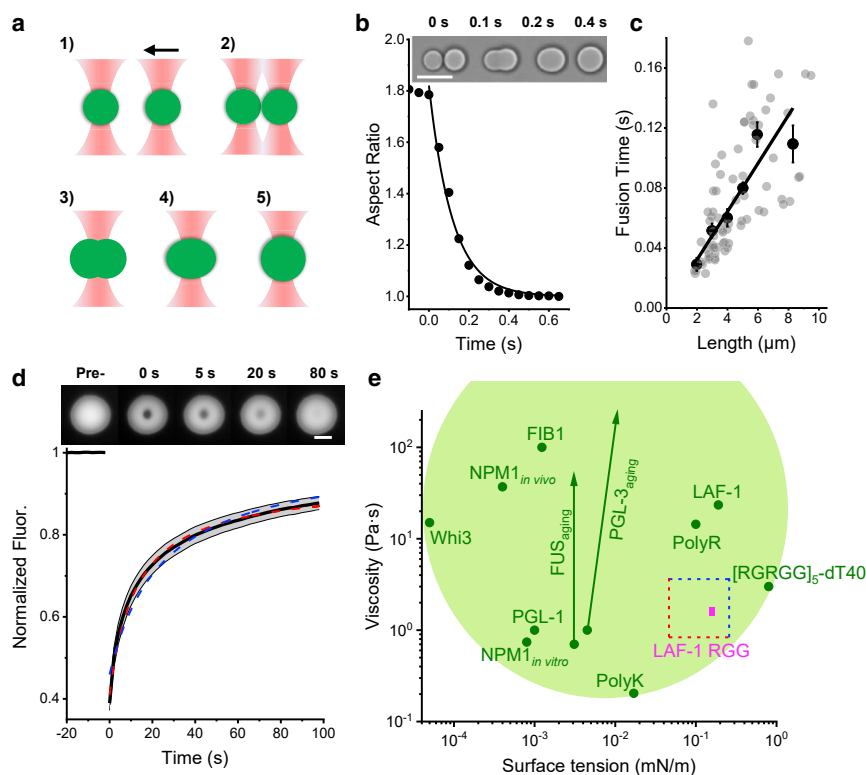 a
1)
2)
3)
4)
5)
b
0 s 0.1 s 0.2 s 0.4 s
2.0
1.8
1.6
1.4
1.2
1.0
Aspect Ratio
0.0 0.2 0.4 0.6
Time (s)
c
0.16
0.12
0.08
0.04
0.00
Fusion Time (s)
0 2 4 6 8 10
Length (μm)
d
Pre- 0 s 5 s 20 s 80 s
1
0.8
0.6
0.4
Normalized Fluor.
-20 0 20 40 60 80 100
Time (s)
e
10²
10¹
10⁰
10⁻¹
Viscosity (Pa·s)
FIB1
NPM1in vivo
Whi3
FUSaging
PGL-3aging
LAF-1
PolyR
[RGRGG]₅-dT40
PGL-1
NPM1in vitro
LAF-1 RGG
PolyK
10⁻⁴ 10⁻³ 10⁻² 10⁻¹ 10⁰
Surface tension (mN/m)